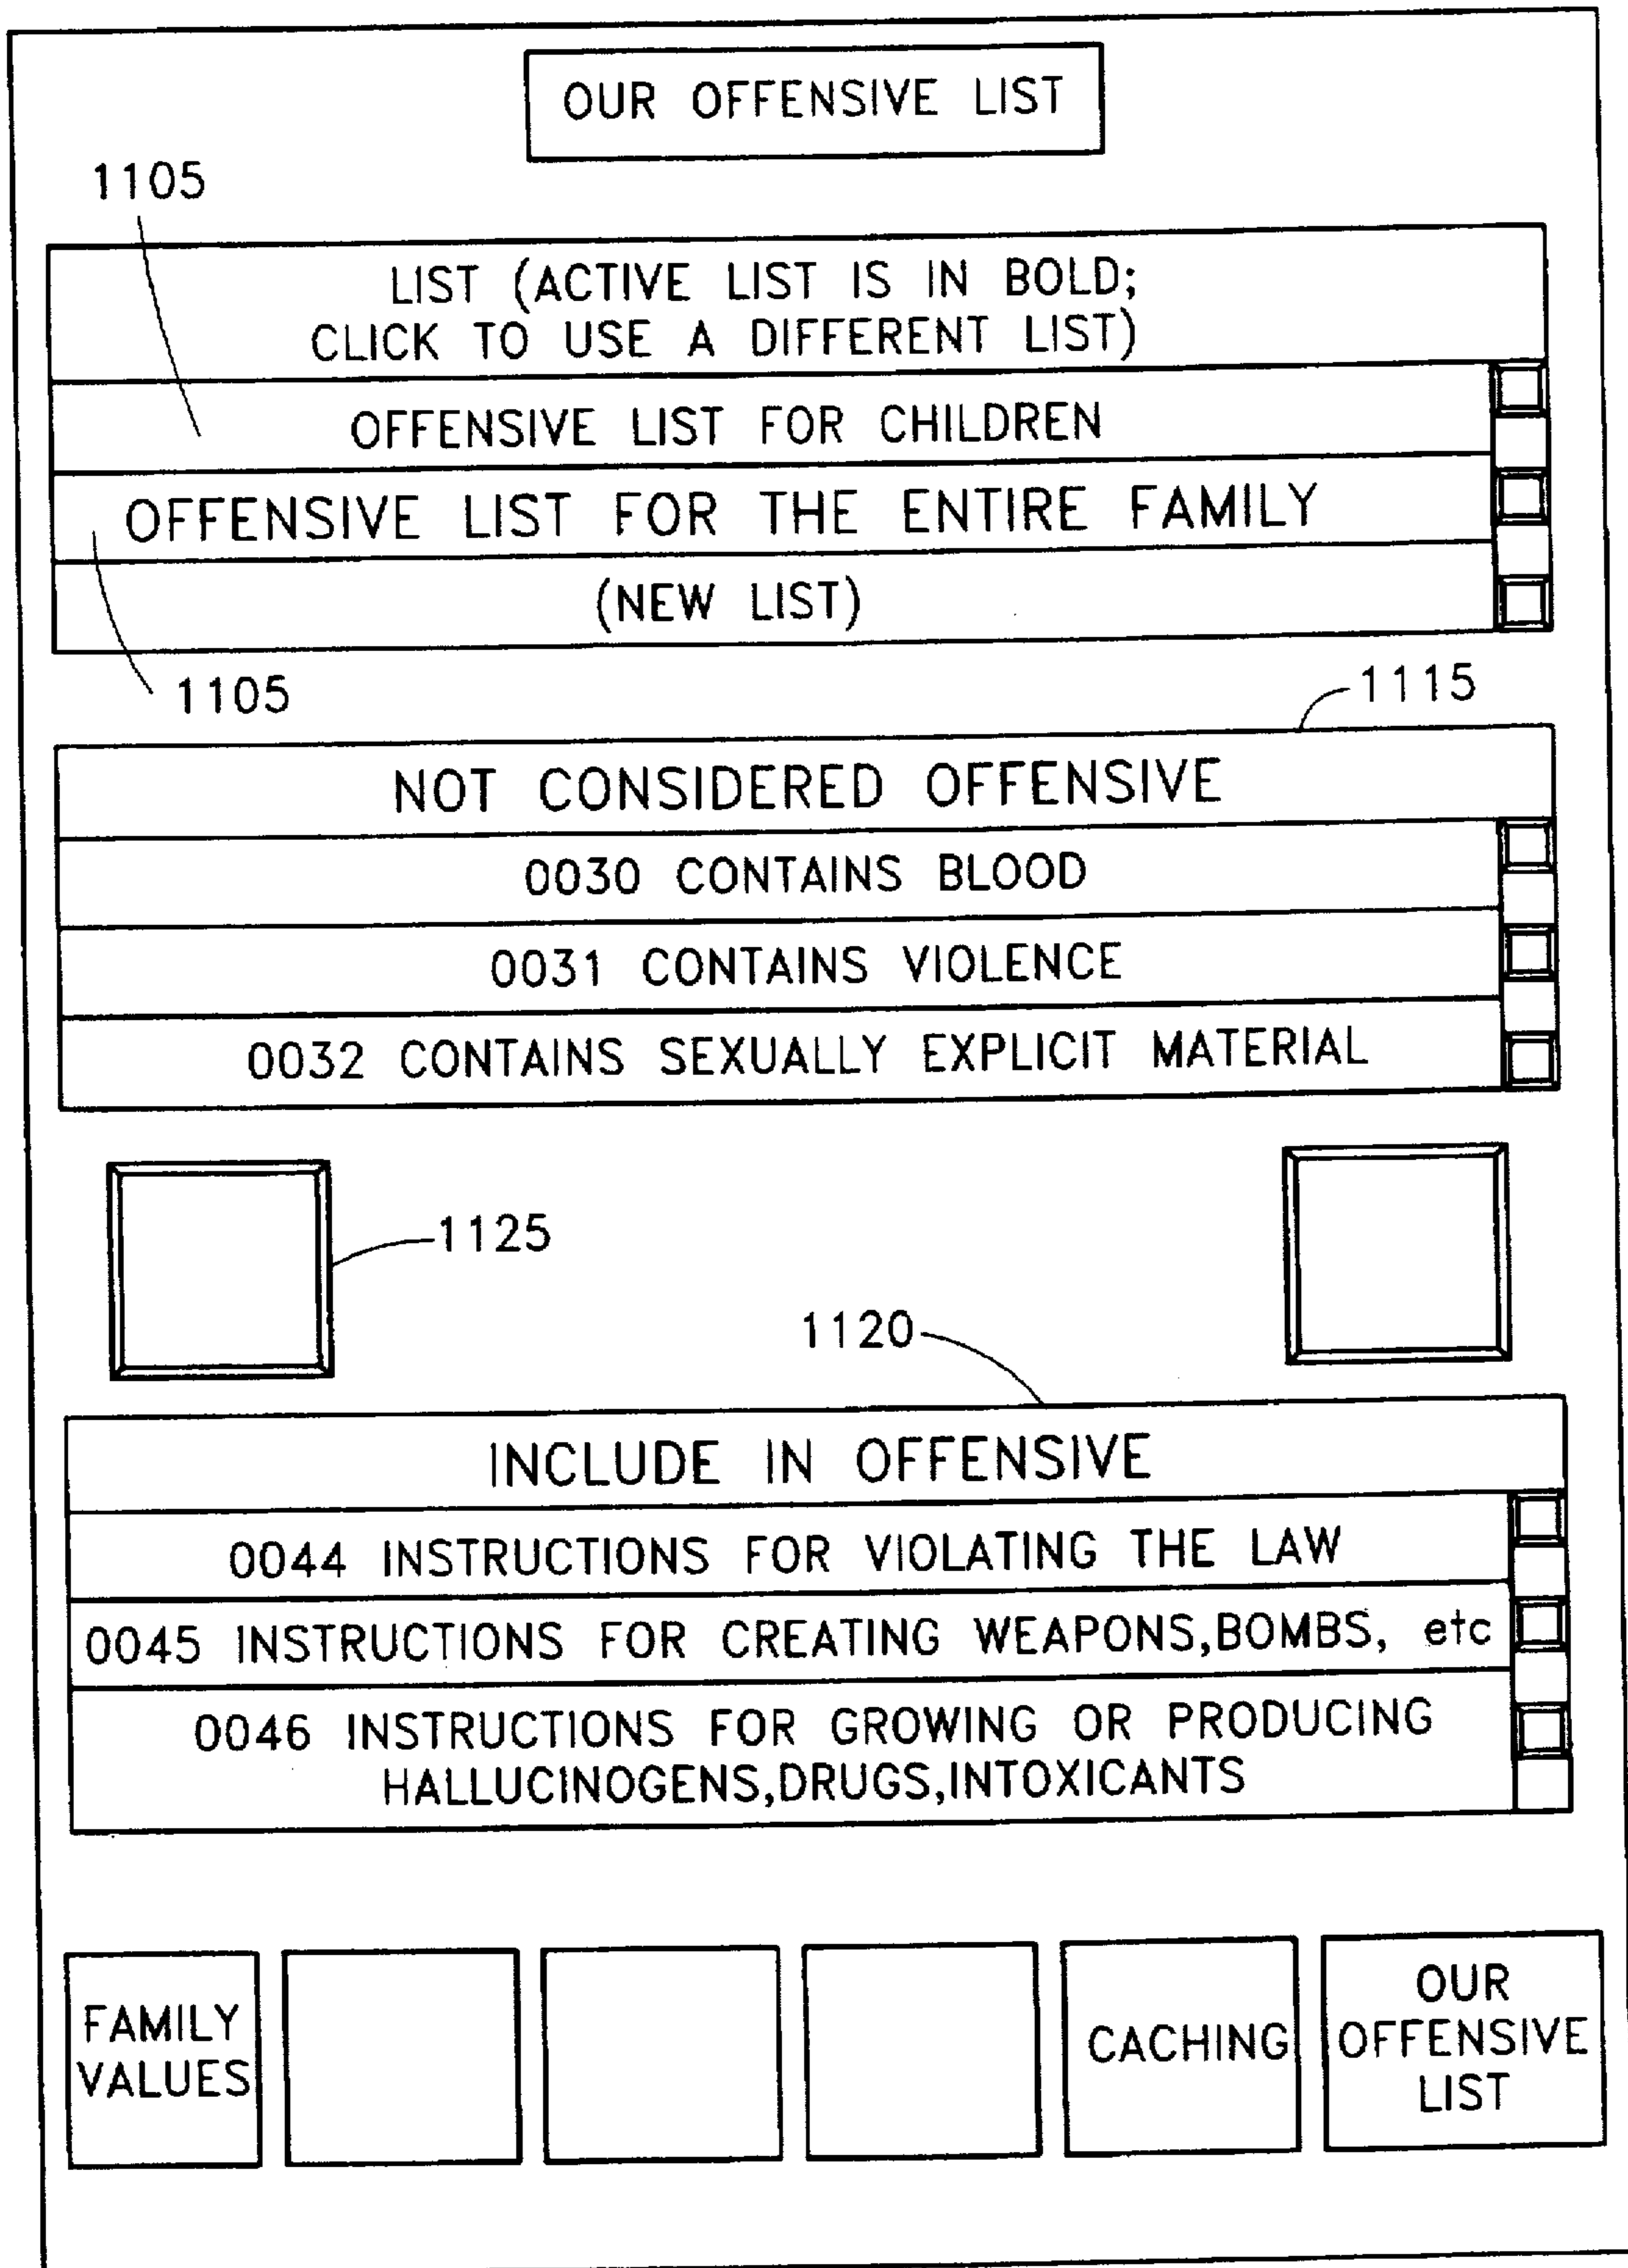 OUR OFFENSIVE LIST
1105
LIST (ACTIVE LIST IS IN BOLD;
CLICK TO USE A DIFFERENT LIST)
OFFENSIVE LIST FOR CHILDREN
OFFENSIVE LIST FOR THE ENTIRE FAMILY
(NEW LIST)
1105
1115
NOT CONSIDERED OFFENSIVE
0030 CONTAINS BLOOD
0031 CONTAINS VIOLENCE
0032 CONTAINS SEXUALLY EXPLICIT MATERIAL
1125
1120
INCLUDE IN OFFENSIVE
0044 INSTRUCTIONS FOR VIOLATING THE LAW
0045 INSTRUCTIONS FOR CREATING WEAPONS,BOMBS, etc
0046 INSTRUCTIONS FOR GROWING OR PRODUCING
HALLUCINOGENS,DRUGS,INTOXICANTS
FAMILY
VALUES
CACHING
OUR
OFFENSIVE
LIST